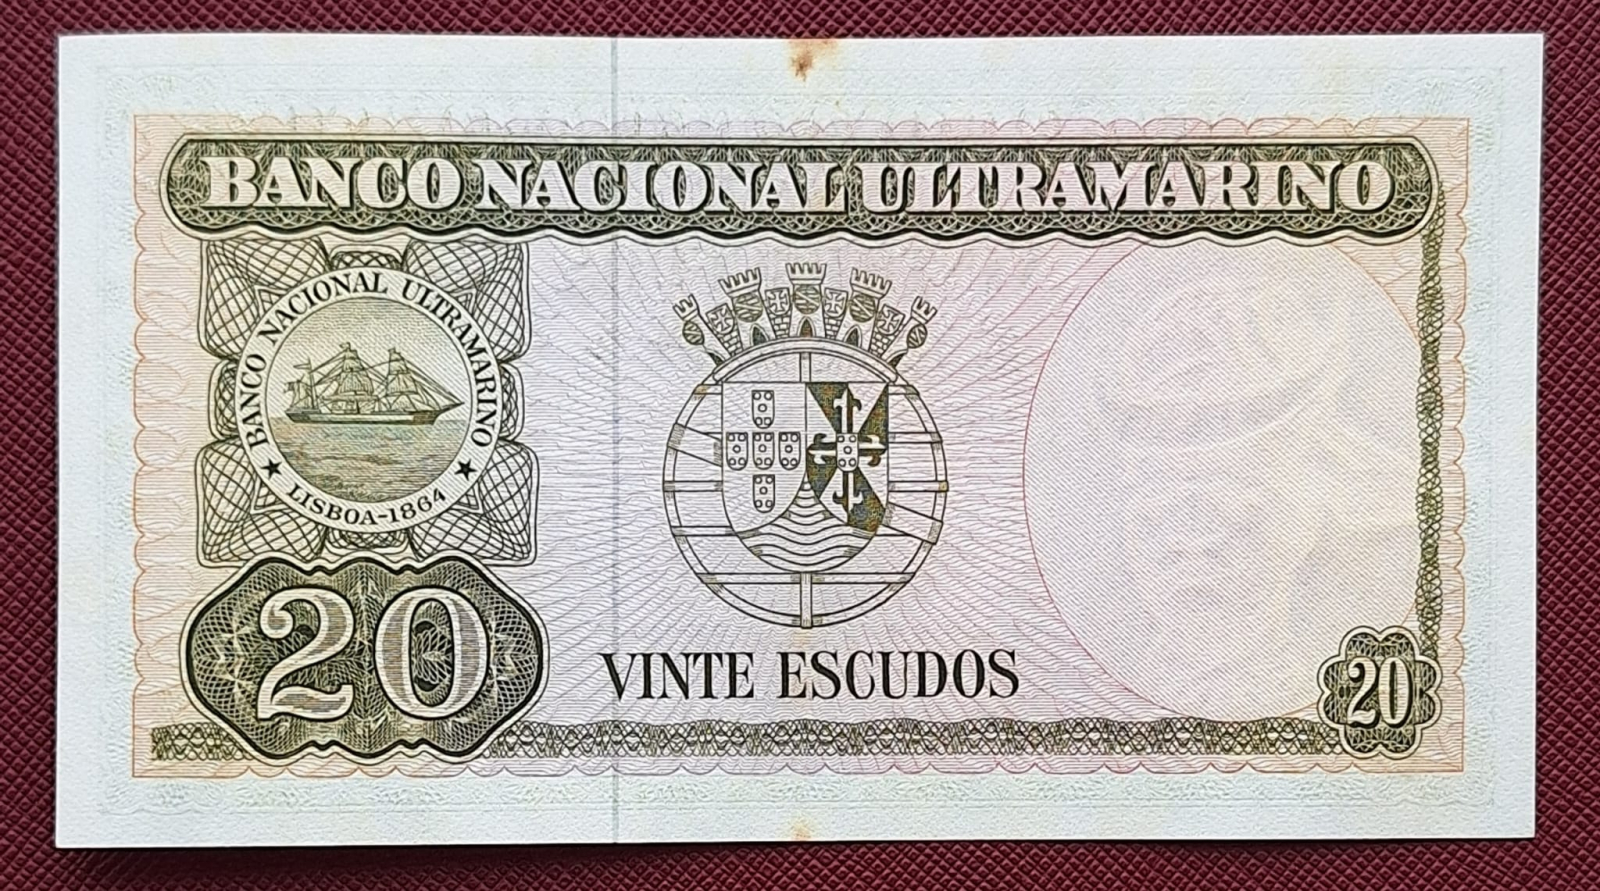 BANCO NACIONAL ULTRAMARINO
BANCO NACIONAL ULTRAMARINO
★ LISBOA-1864 ★
20
VINTE ESCUDOS
20